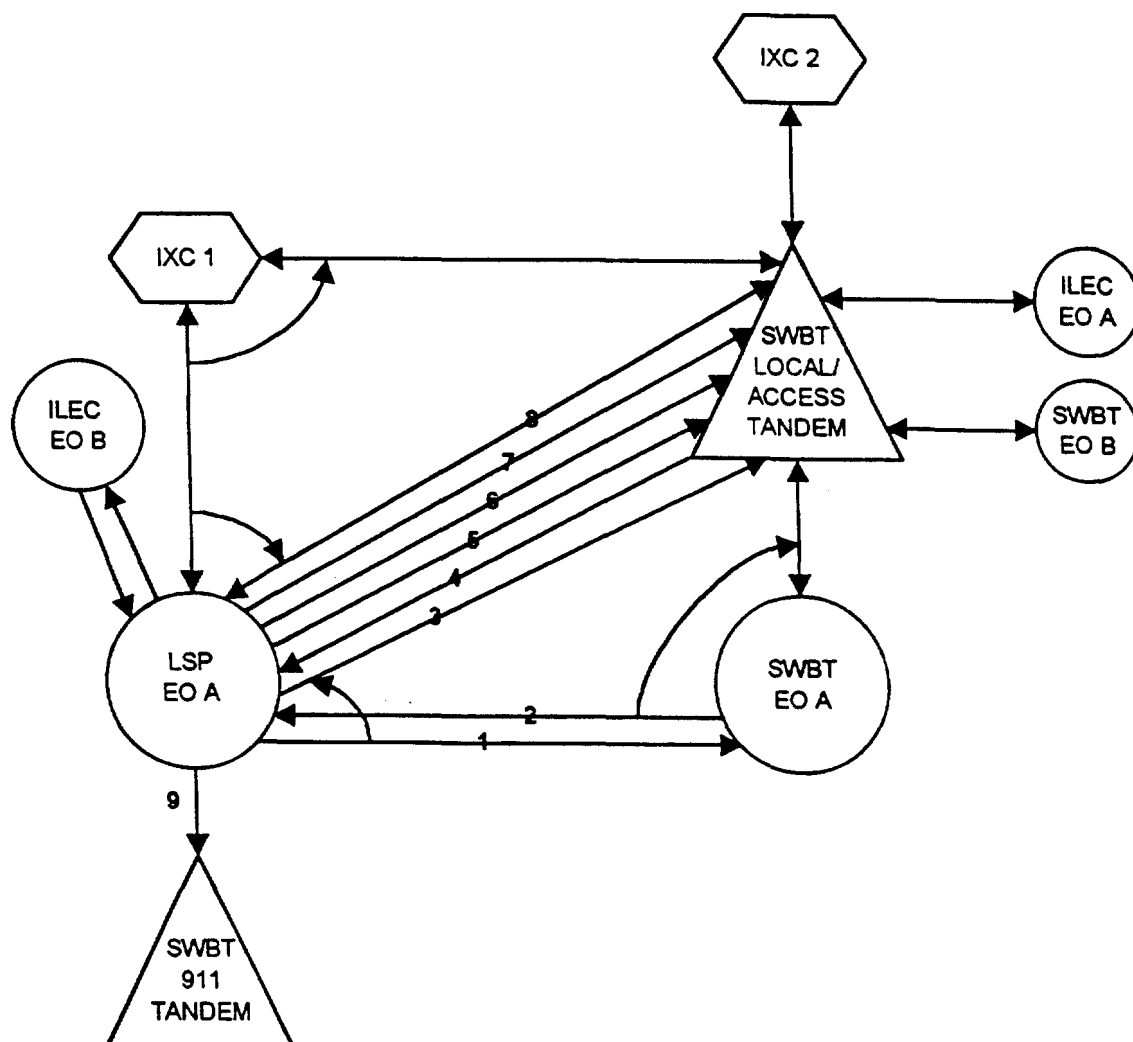 IXC 2
IXC 1
ILEC
EO A
SWBT
LOCAL/
ACCESS
TANDEM
ILEC
EO B
SWBT
EO B
8
7
6
5
4
3
LSP
EO A
SWBT
EO A
2
1
9
SWBT
911
TANDEM